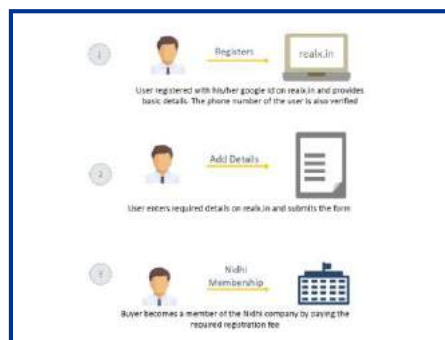 1
Registers
realx.in
User registered with his/her google id on realx.in and provides
basic details. The phone number of the user is also verified
2
Add Details
User enters required details on realx.in and submits the form
3
Nidhi
Membership
Buyer becomes a member of the Nidhi company by paying the
required registration fee